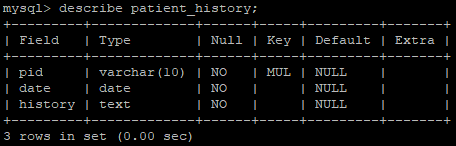 mysql> describe patient_history;
+---------+-------------+------+-----+---------+-------+
| Field   | Type        | Null | Key | Default | Extra |
+---------+-------------+------+-----+---------+-------+
| pid     | varchar(10) | NO   | MUL | NULL    |       |
| date    | date        | NO   |     | NULL    |       |
| history | text        | NO   |     | NULL    |       |
+---------+-------------+------+-----+---------+-------+
3 rows in set (0.00 sec)